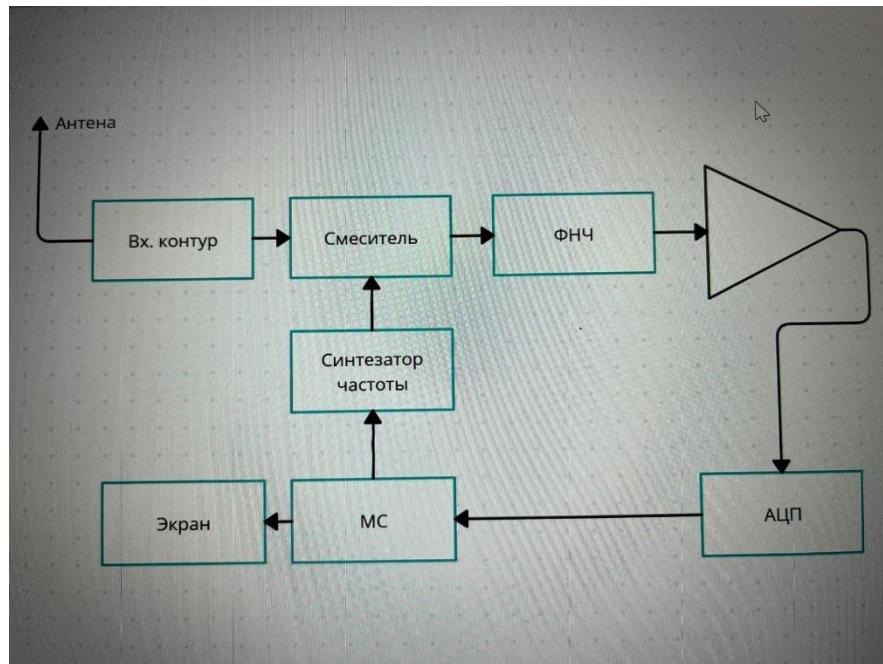 Антена
Вх. контур
Смеситель
ФНЧ
Синтезатор
частоты
Экран
МС
АЦП